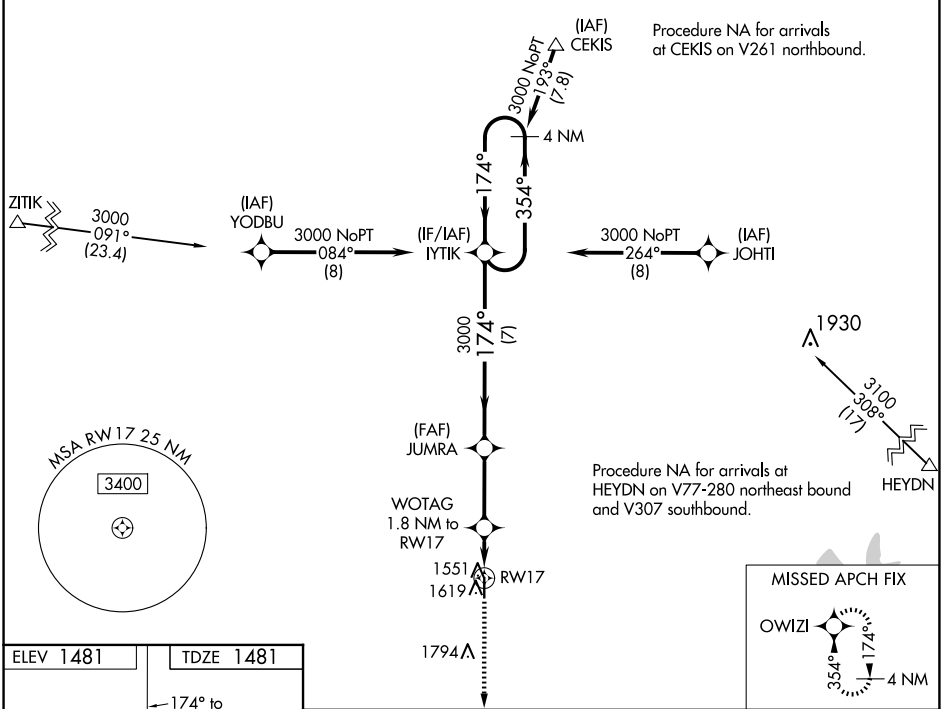 (IAF)
CEKIS
Procedure NA for arrivals
at CEKIS on V261 northbound.
3000 NoPT
193°
(7.8)
4 NM
174°
354°
ZITIK
3000
091°
(23.4)
(IAF)
YODBU
3000 NoPT
084°
(8)
(IF/IAF)
IYTIK
3000 NoPT
264°
(8)
(IAF)
JOHTI
3000
174°
(7)
1930
3100
308°
(17)
HEYDN
(FAF)
JUMRA
MSA RW17 25 NM
3400
Procedure NA for arrivals at
HEYDN on V77-280 northeast bound
and V307 southbound.
WOTAG
1.8 NM to
RW17
1551
RW17
1619
1794
MISSED APCH FIX
OWIZI
354°
174°
4 NM
ELEV 1481
TDZE 1481
174° to